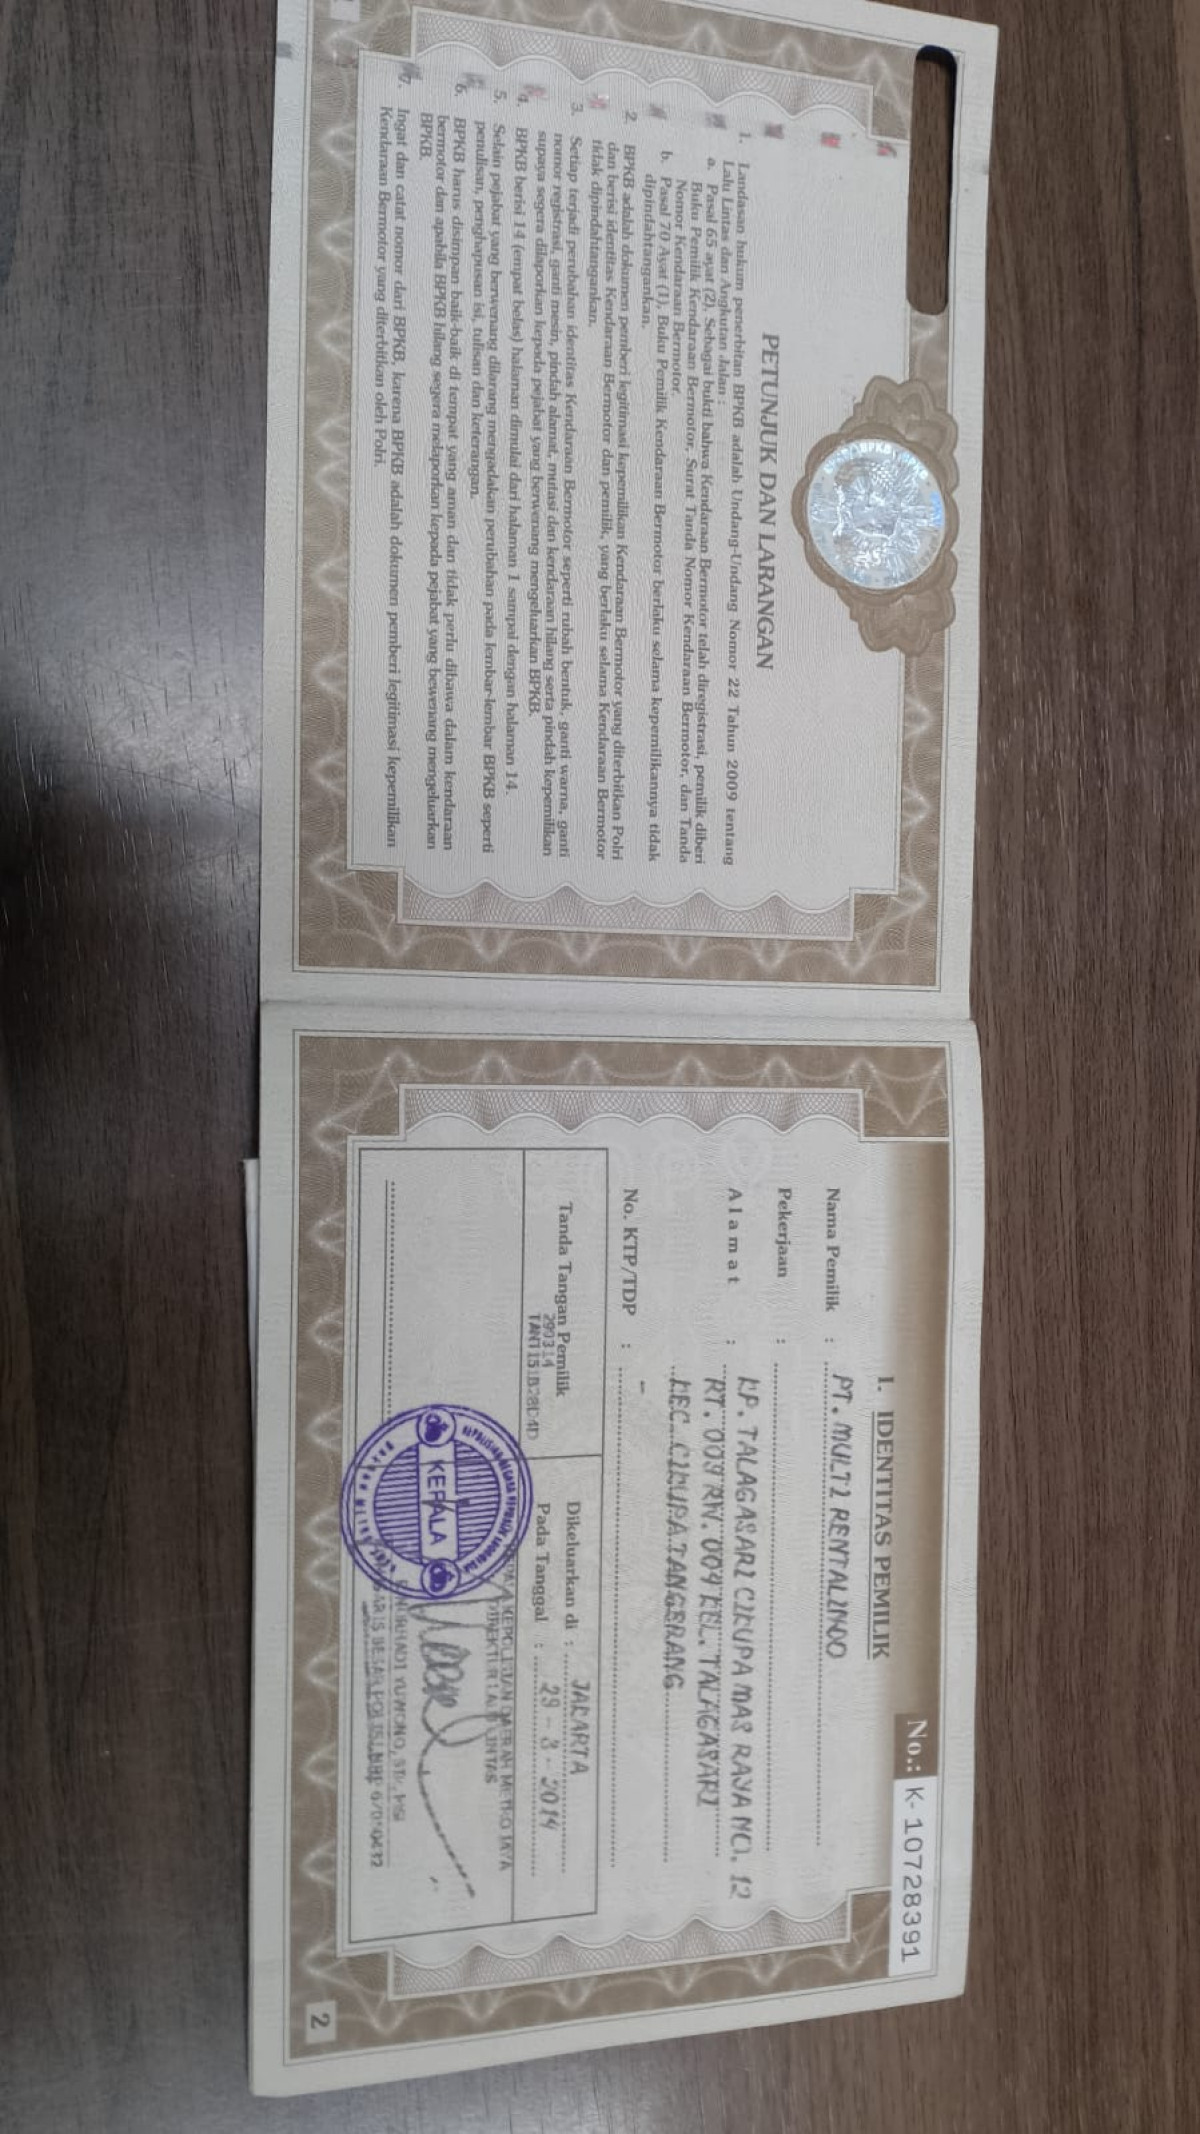 PETUNJUK DAN LARANGAN
1. Landasan hukum penerbitan BPKB adalah Undang-Undang Nomor 22 Tahun 2009 tentang
Lalu Lintas dan Angkutan Jalan :
a. Pasal 65 ayat (2), Sebagai bukti bahwa Kendaraan Bermotor telah diregistrasi, pemilik diberi
Buku Pemilik Kendaraan Bermotor, Surat Tanda Nomor Kendaraan Bermotor, dan Tanda
Nomor Kendaraan Bermotor.
b. Pasal 70 Ayat (1), Buku Pemilik Kendaraan Bermotor berlaku selama kepemilikannya tidak
dipindahtangankan.
2. BPKB adalah dokumen pemberi legitimasi kepemilikan Kendaraan Bermotor yang diterbitkan Polri
dan berisi identitas Kendaraan Bermotor dan pemilik, yang berlaku selama Kendaraan Bermotor
tidak dipindahtangankan.
3. Setiap terjadi perubahan identitas Kendaraan Bermotor seperti rubah bentuk, ganti warna, ganti
nomor registrasi, ganti mesin, pindah alamat, mutasi dan kendaraan hilang serta pindah kepemilikan
supaya segera dilaporkan kepada pejabat yang berwenang mengeluarkan BPKB.
4. BPKB berisi 14 (empat belas) halaman dimulai dari halaman 1 sampai dengan halaman 14.
5. Selain pejabat yang berwenang dilarang mengadakan perubahan pada lembar-lembar BPKB seperti
penulisan, penghapusan isi, tulisan dan keterangan.
6. BPKB harus disimpan baik-baik di tempat yang aman dan tidak perlu dibawa dalam kendaraan
bermotor dan apabila BPKB hilang segera melaporkan kepada pejabat yang bewenang mengeluarkan
BPKB.
7. Ingat dan catat nomor dari BPKB, karena BPKB adalah dokumen pemberi legitimasi kepemilikan
Kendaraan Bermotor yang diterbitkan oleh Polri.
No.: K-10728391
I. IDENTITAS PEMILIK
Nama Pemilik : PT. MULTI RENTALINDO
Pekerjaan :
Alamat : KP. TALAGASARI CIKUPA MAS RAYA NO. 12
RT. 009 RW. 004 KEL. TALAGASARI
KEC. CIKUPA TANGERANG
No. KTP/TDP : -
Tanda Tangan Pemilik
290314
TANT151B28D4D
Dikeluarkan di : JAKARTA
Pada Tanggal : 29 - 3 - 2014
KEPOLISIAN DAERAH METRO JAYA
DIREKTUR LALU LINTAS
KEPALA
2